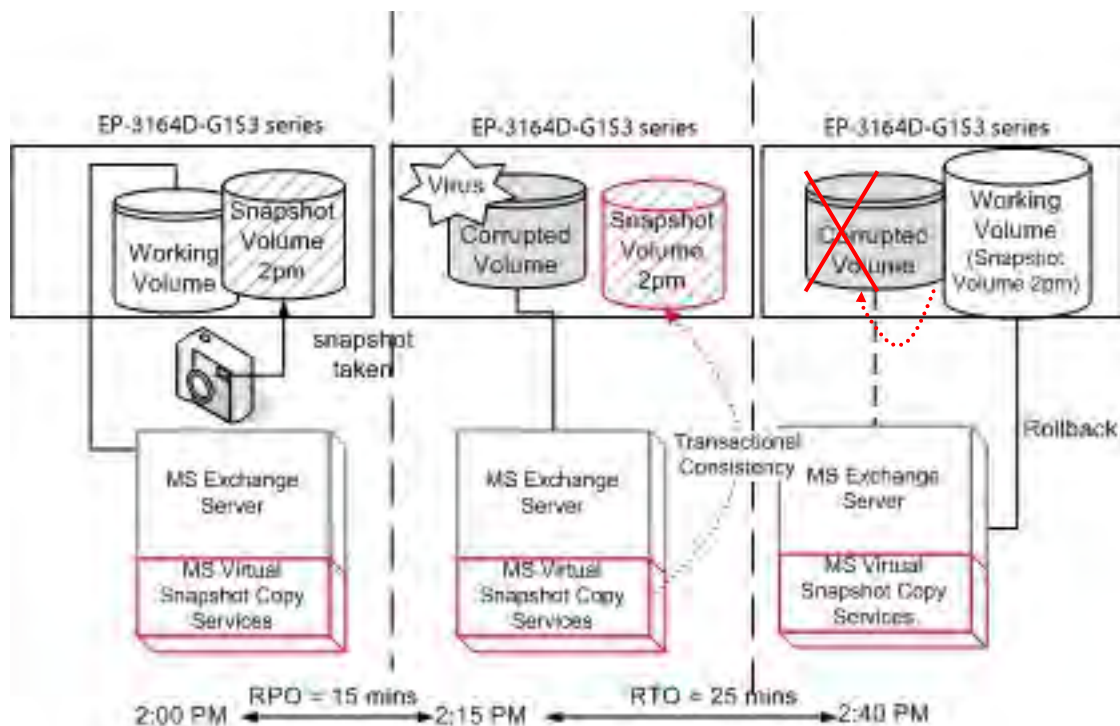 EP-3164D-G1S3 series
Snapshot
Volume
2pm
Working
Volume
snapshot
taken
MS Exchange
Server
MS Virtual
Snapshot Copy
Services
EP-3164D-G1S3 series
Virus
Corrupted
Volume
Snapshot
Volume
2pm
Transactional
Consistency
MS Exchange
Server
MS Virtual
Snapshot Copy
Services
EP-3164D-G1S3 series
Corrupted
Volume
Working
Volume
(Snapshot
Volume 2pm)
Rollback
MS Exchange
Server
MS Virtual
Snapshot Copy
Services
RPO = 15 mins
RTO = 25 mins
2:00 PM
2:15 PM
2:40 PM